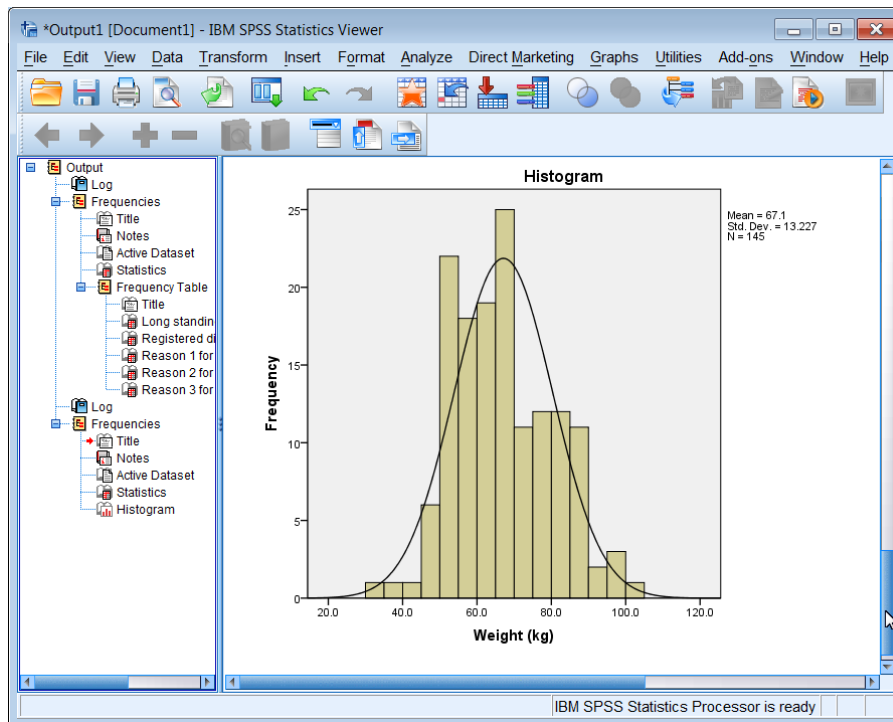 *Output1 [Document1] - IBM SPSS Statistics Viewer
File Edit View Data Transform Insert Format Analyze Direct Marketing Graphs Utilities Add-ons Window Help
Output
Log
Frequencies
Title
Notes
Active Dataset
Statistics
Frequency Table
Title
Long standin
Registered di
Reason 1 for
Reason 2 for
Reason 3 for
Log
Frequencies
Title
Notes
Active Dataset
Statistics
Histogram
Histogram
Mean = 67.1
Std. Dev. = 13.227
N = 145
Frequency
25
20
15
10
5
0
20.0 40.0 60.0 80.0 100.0 120.0
Weight (kg)
IBM SPSS Statistics Processor is ready